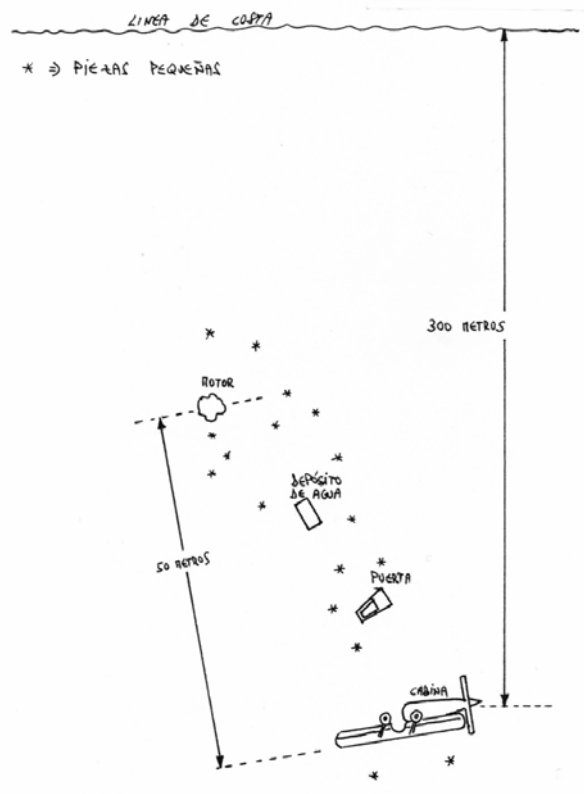 LINEA DE COSTA
* => PIEZAS PEQUEÑAS
300 METROS
MOTOR
DEPÓSITO
DE AGUA
50 METROS
PUERTA
CABINA